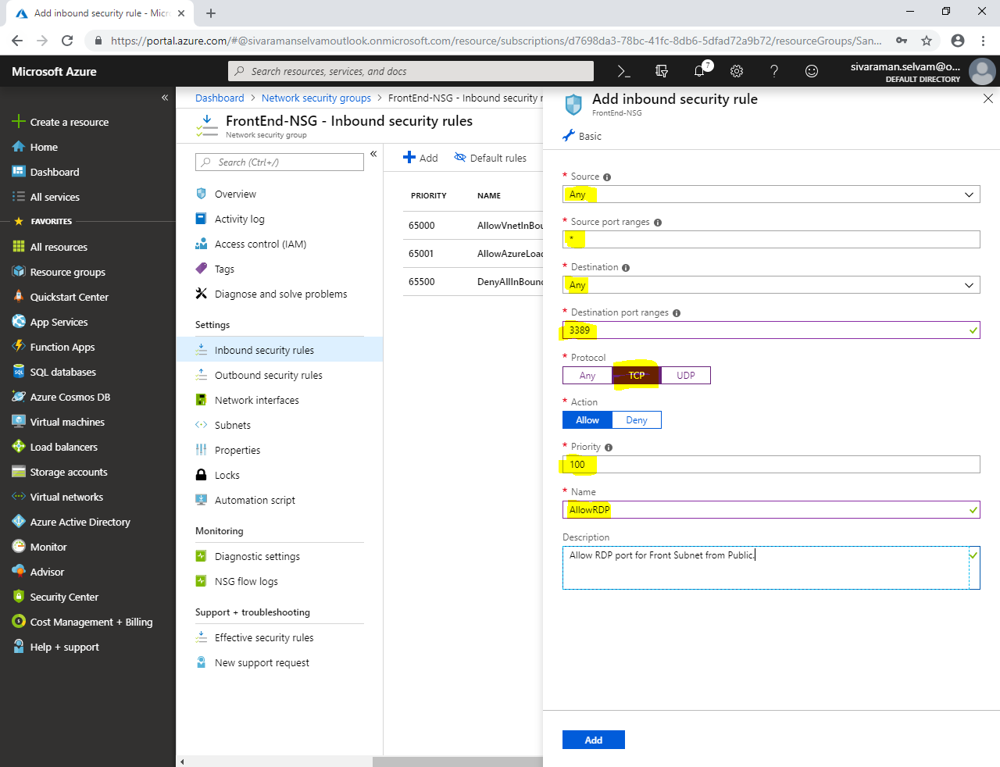 Add inbound security rule - Micr
https://portal.azure.com/#@sivaramanselvamoutlook.onmicrosoft.com/resource/subscriptions/d7698da3-78bc-41fc-8db6-5dfad72a9b72/resourceGroups/San...
Microsoft Azure
Search resources, services, and docs
7
sivaraman.selvam@o...
DEFAULT DIRECTORY
Create a resource
Home
Dashboard
All services
FAVORITES
All resources
Resource groups
Quickstart Center
App Services
Function Apps
SQL databases
Azure Cosmos DB
Virtual machines
Load balancers
Storage accounts
Virtual networks
Azure Active Directory
Monitor
Advisor
Security Center
Cost Management + Billing
Help + support
Dashboard > Network security groups > FrontEnd-NSG - Inbound security r
FrontEnd-NSG - Inbound security rules
Network security group
Search (Ctrl+/)
Overview
Activity log
Access control (IAM)
Tags
Diagnose and solve problems
Settings
Inbound security rules
Outbound security rules
Network interfaces
Subnets
Properties
Locks
Automation script
Monitoring
Diagnostic settings
NSG flow logs
Support + troubleshooting
Effective security rules
New support request
Add Default rules
PRIORITY NAME
65000 AllowVnetInBou
65001 AllowAzureLoad
65500 DenyAllInBound
Add inbound security rule
FrontEnd-NSG
Basic
* Source
Any
* Source port ranges
*
* Destination
Any
* Destination port ranges
3389
* Protocol
Any TCP UDP
* Action
Allow Deny
* Priority
100
* Name
AllowRDP
Description
Allow RDP port for Front Subnet from Public.
Add